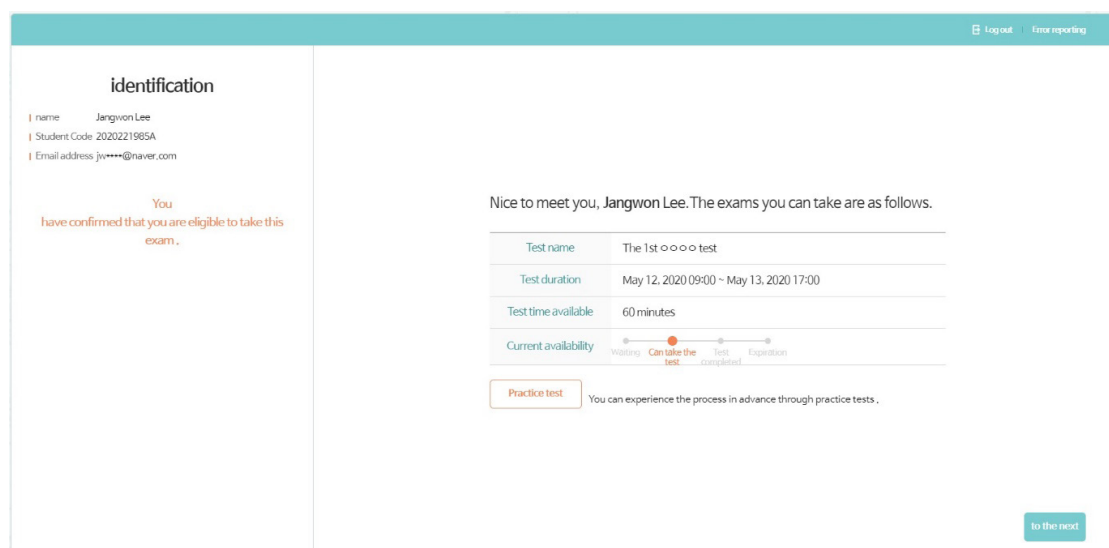 Log out | Error reporting
identification
name Jangwon Lee
Student Code 2020221985A
Email address jw****@naver.com
You
have confirmed that you are eligible to take this
exam.
Nice to meet you, Jangwon Lee.The exams you can take are as follows.
Test name The 1st ㅇㅇㅇㅇ test
Test duration May 12, 2020 09:00 ~ May 13, 2020 17:00
Test time available 60 minutes
Current availability
Waiting Can take the test Test completed Expiration
Practice test You can experience the process in advance through practice tests.
to the next